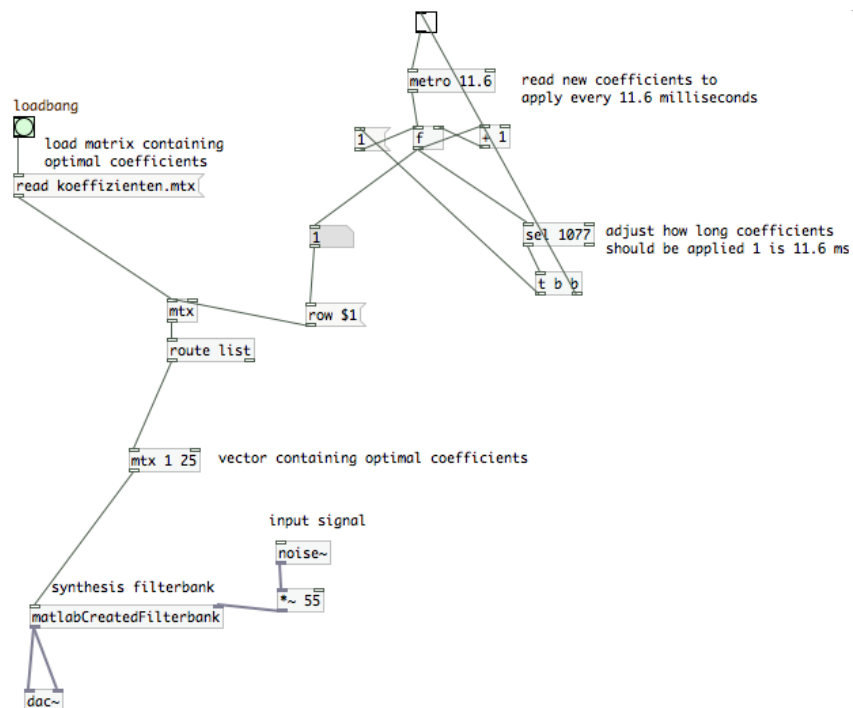 metro 11.6
read new coefficients to
apply every 11.6 milliseconds
loadbang
load matrix containing
optimal coefficients
read koeffizienten.mtx
1
f
+ 1
1
sel 1077
adjust how long coefficients
should be applied 1 is 11.6 ms
t b b
mtx
row $1
route list
mtx 1 25
vector containing optimal coefficients
input signal
noise~
*~ 55
synthesis filterbank
matlabCreatedFilterbank
dac~